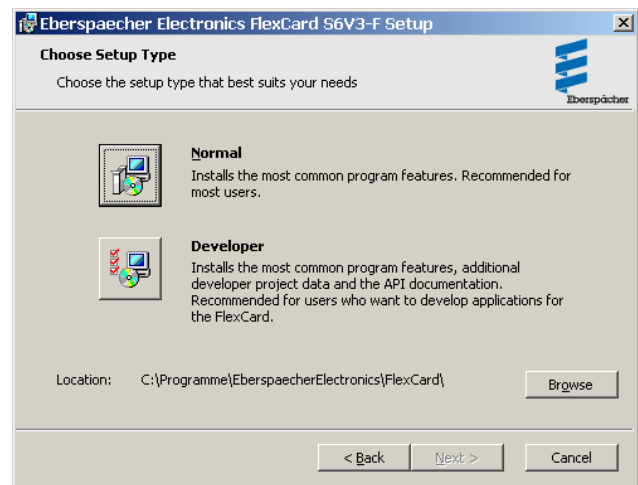 Eberspaecher Electronics FlexCard S6V3-F Setup
Choose Setup Type
Choose the setup type that best suits your needs
Eberspächer
Normal
Installs the most common program features. Recommended for
most users.
Developer
Installs the most common program features, additional
developer project data and the API documentation.
Recommended for users who want to develop applications for
the FlexCard.
Location: C:\Programme\EberspaecherElectronics\FlexCard\ Browse
< Back Next > Cancel